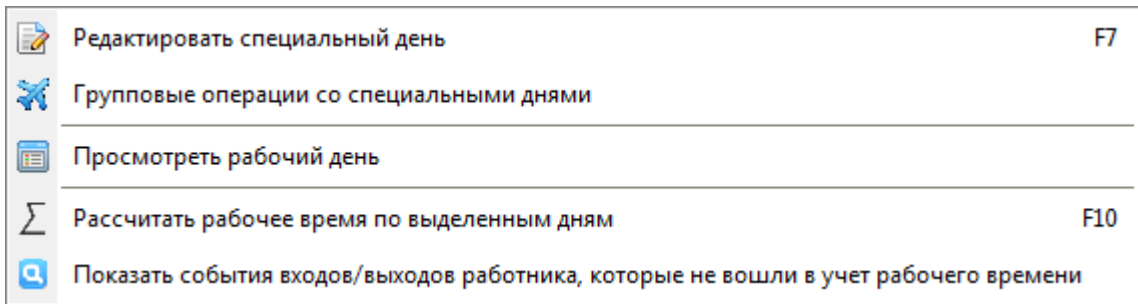 Редактировать специальный день F7
Групповые операции со специальными днями
Просмотреть рабочий день
Рассчитать рабочее время по выделенным дням F10
Показать события входов/выходов работника, которые не вошли в учет рабочего времени